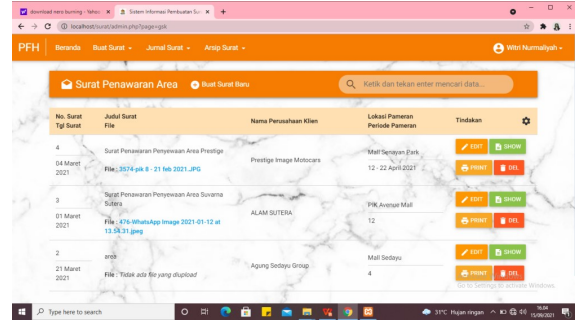 download nero burning - Yahoo
Sistem Informasi Pembuatan Sur
localhost/surat/admin.php?page=gsk
PFH Beranda Buat Surat Jurnal Surat Arsip Surat Witri Nurmaliyah
Surat Penawaran Area Buat Surat Baru Ketik dan tekan enter mencari data...
No. Surat Judul Surat Nama Perusahaan Klien Lokasi Pameran Tindakan
Tgl Surat File Periode Pameran
4 Surat Penawaran Penyewaan Area Prestige Prestige Image Motocars Mall Senayan Park EDIT SHOW
04 Maret File : 3574-pik 8 - 21 feb 2021.JPG 12 - 22 April 2021 PRINT DEL
2021
3 Surat Penawaran Penyewaan Area Suvarna ALAM SUTERA PIK Avenue Mall EDIT SHOW
Sutera
01 Maret File : 476-WhatsApp Image 2021-01-12 at 12 PRINT DEL
2021 13.54.31.jpeg
2 area Agung Sedayu Group Mall Sedayu EDIT SHOW
21 Maret File : Tidak ada file yang diupload 4 PRINT DEL
2021
Go to Settings to activate Windows.
Type here to search 31°C Hujan ringan 16.04
15/08/2021